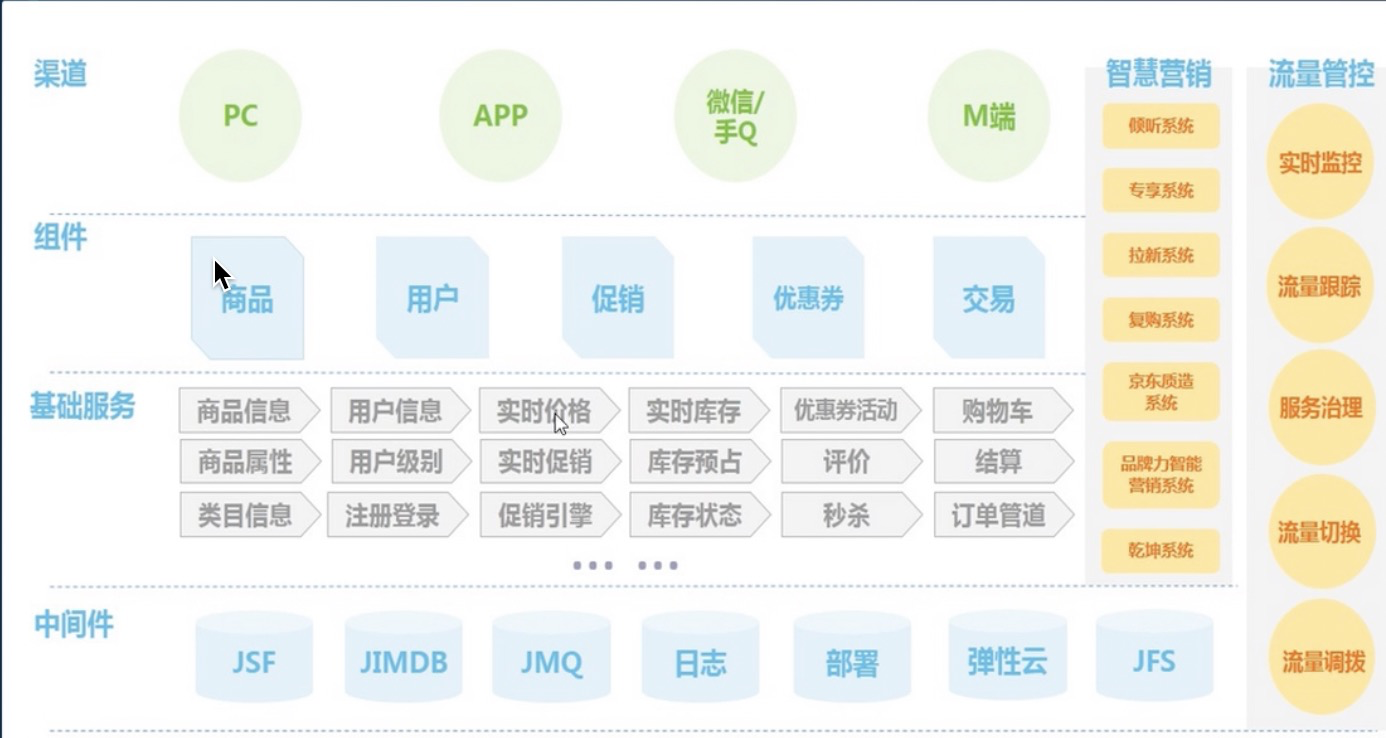 渠道
PC
APP
微信/
手Q
M端
组件
商品
用户
促销
优惠券
交易
基础服务
商品信息
用户信息
实时价格
实时库存
优惠券活动
购物车
商品属性
用户级别
实时促销
库存预占
评价
结算
类目信息
注册登录
促销引擎
库存状态
秒杀
订单管道
中间件
JSF
JIMDB
JMQ
日志
部署
弹性云
JFS
智慧营销
倾听系统
专享系统
拉新系统
复购系统
京东质造
系统
品牌力智能
营销系统
乾坤系统
流量管控
实时监控
流量跟踪
服务治理
流量切换
流量调拨